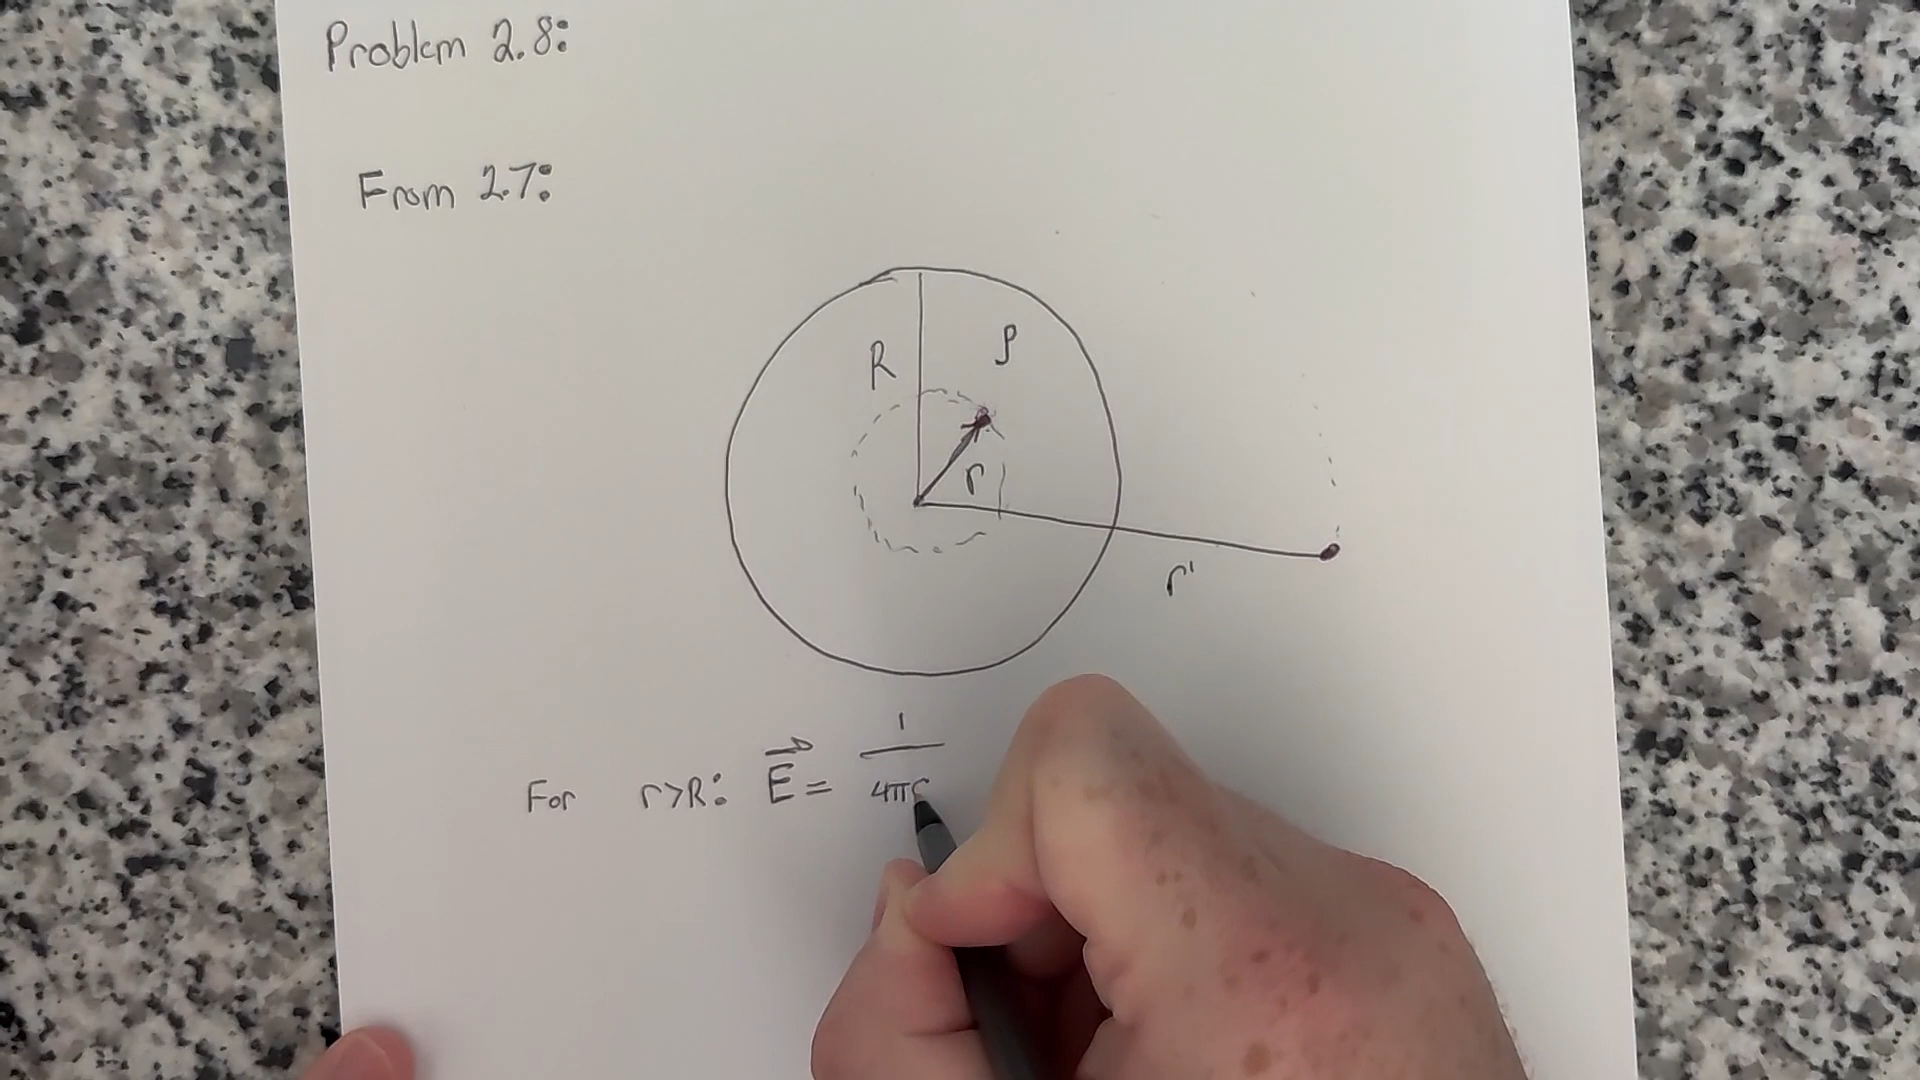 Problem 2.8:
From 2.7:
R
ρ
r
r'
For r>R: E⃗ = 1/4πε